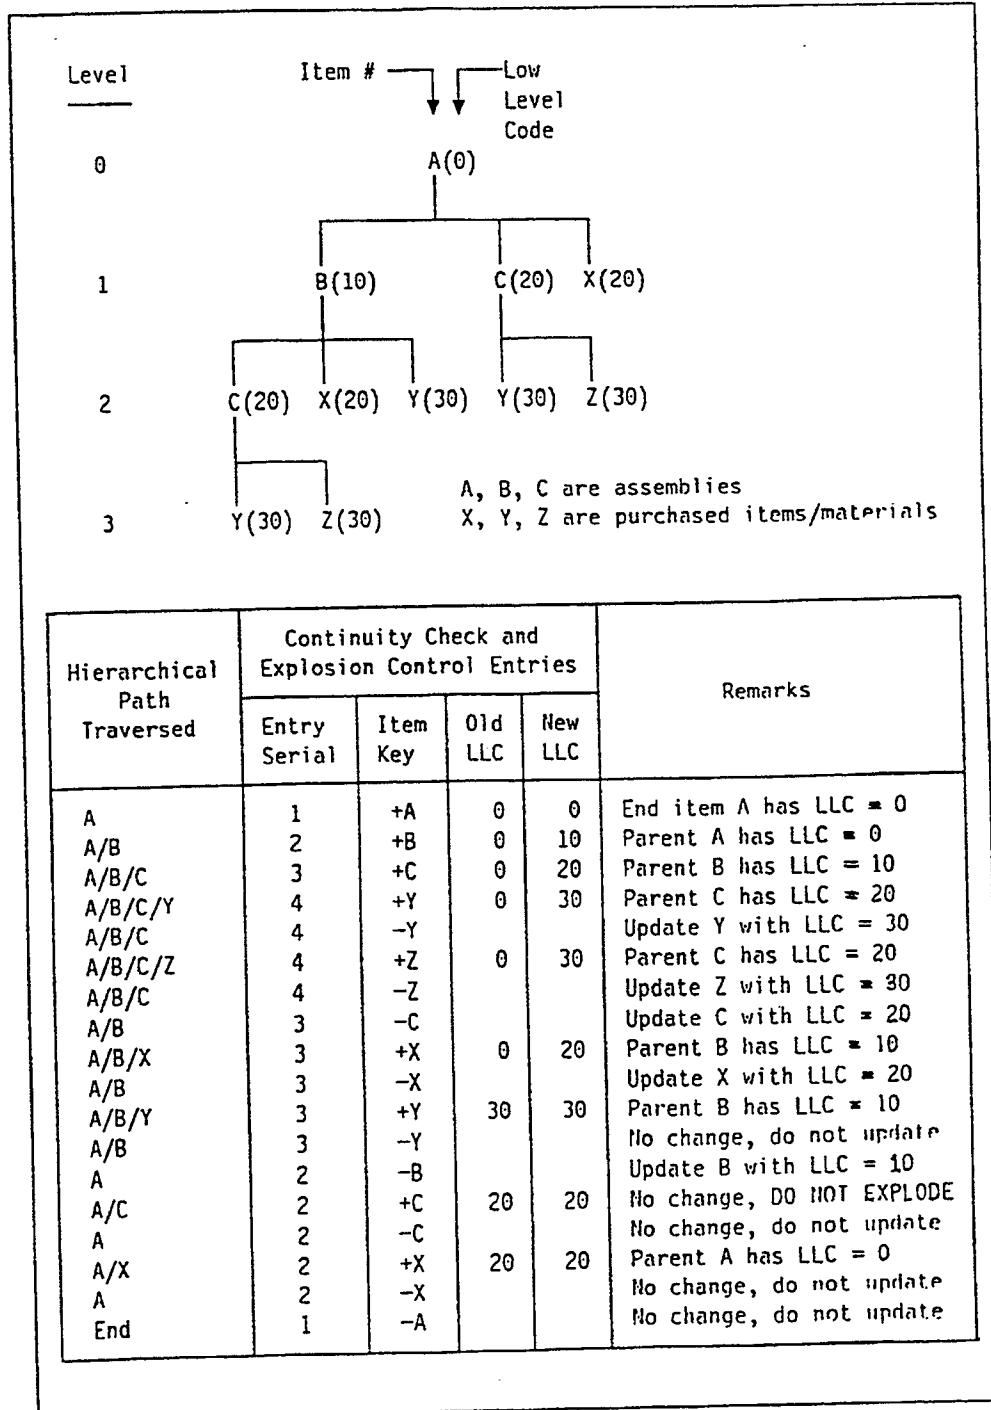 Level Item # Low
Level
Code
0 A(0)
1 B(10) C(20) X(20)
2 C(20) X(20) Y(30) Y(30) Z(30)
A, B, C are assemblies
3 Y(30) Z(30) X, Y, Z are purchased items/materials
Hierarchical Path Traversed
Continuity Check and
Explosion Control Entries
Remarks
Entry Serial Item Key Old LLC New LLC
A 1 +A 0 0 End item A has LLC = 0
A/B 2 +B 0 10 Parent A has LLC = 0
A/B/C 3 +C 0 20 Parent B has LLC = 10
A/B/C/Y 4 +Y 0 30 Parent C has LLC = 20
A/B/C 4 −Y Update Y with LLC = 30
A/B/C/Z 4 +Z 0 30 Parent C has LLC = 20
A/B/C 4 −Z Update Z with LLC = 30
A/B 3 −C Update C with LLC = 20
A/B/X 3 +X 0 20 Parent B has LLC = 10
A/B 3 −X Update X with LLC = 20
A/B/Y 3 +Y 30 30 Parent B has LLC = 10
A/B 3 −Y No change, do not update
A 2 −B Update B with LLC = 10
A/C 2 +C 20 20 No change, DO NOT EXPLODE
A 2 −C No change, do not update
A/X 2 +X 20 20 Parent A has LLC = 0
A 2 −X No change, do not update
End 1 −A No change, do not update